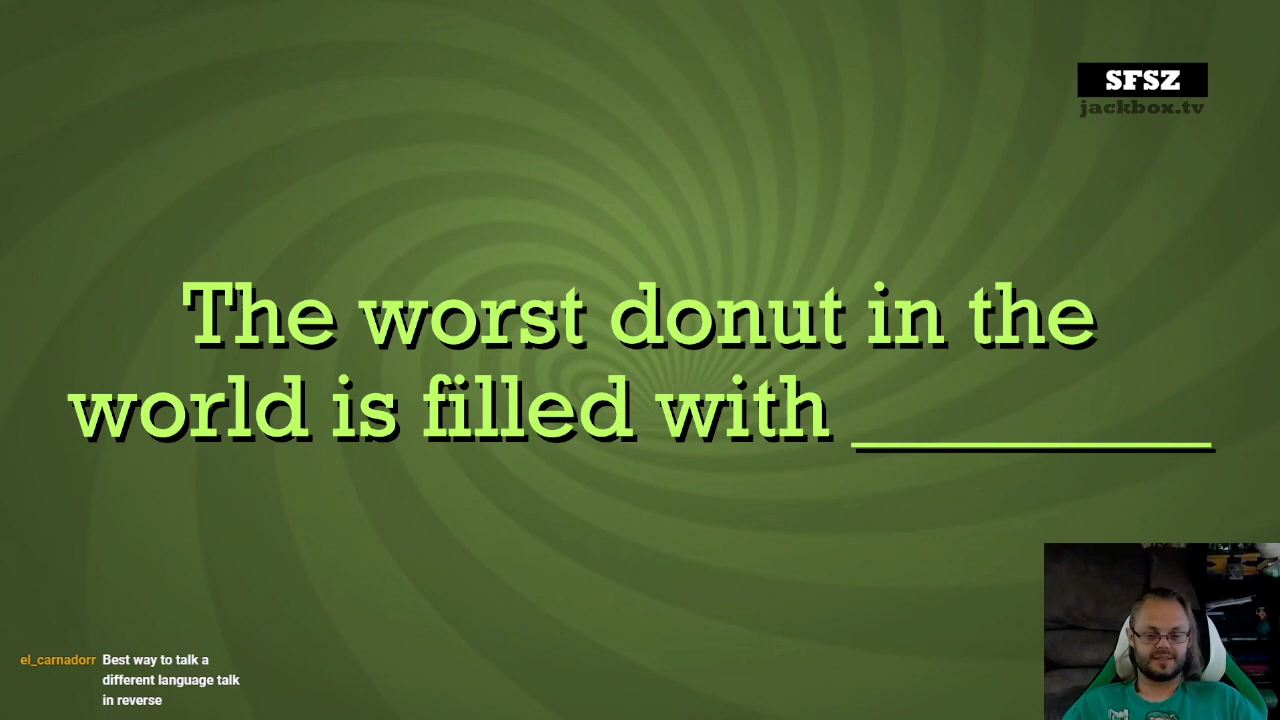 SFSZ
jackbox.tv
The worst donut in the
world is filled with __________
el_carnadorr Best way to talk a
different language talk
in reverse